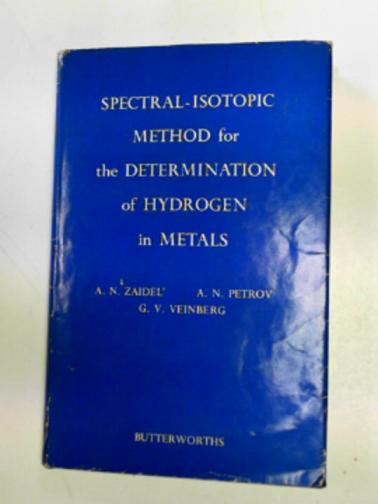 SPECTRAL-ISOTOPIC
METHOD for
the DETERMINATION
of HYDROGEN
in METALS
A. N. ZAIDEL' A. N. PETROV
G. V. VEINBERG
BUTTERWORTHS